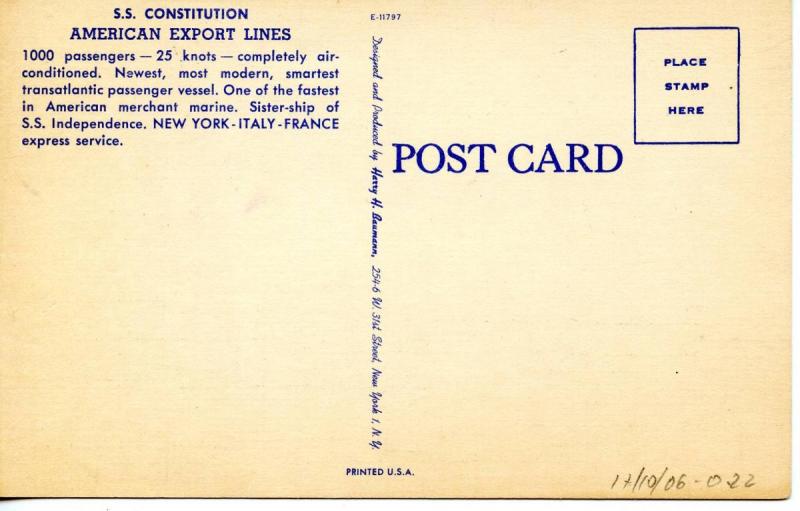 S.S. CONSTITUTION
AMERICAN EXPORT LINES
1000 passengers — 25 knots — completely air-
conditioned. Newest, most modern, smartest
transatlantic passenger vessel. One of the fastest
in American merchant marine. Sister-ship of
S.S. Independence. NEW YORK-ITALY-FRANCE
express service.
E-11797
Designed and Produced by Harry H. Baumann, 254-6 W. 31st Street, New York 1, N. Y.
PRINTED U.S.A.
PLACE
STAMP
HERE
POST CARD
17/10/06-022